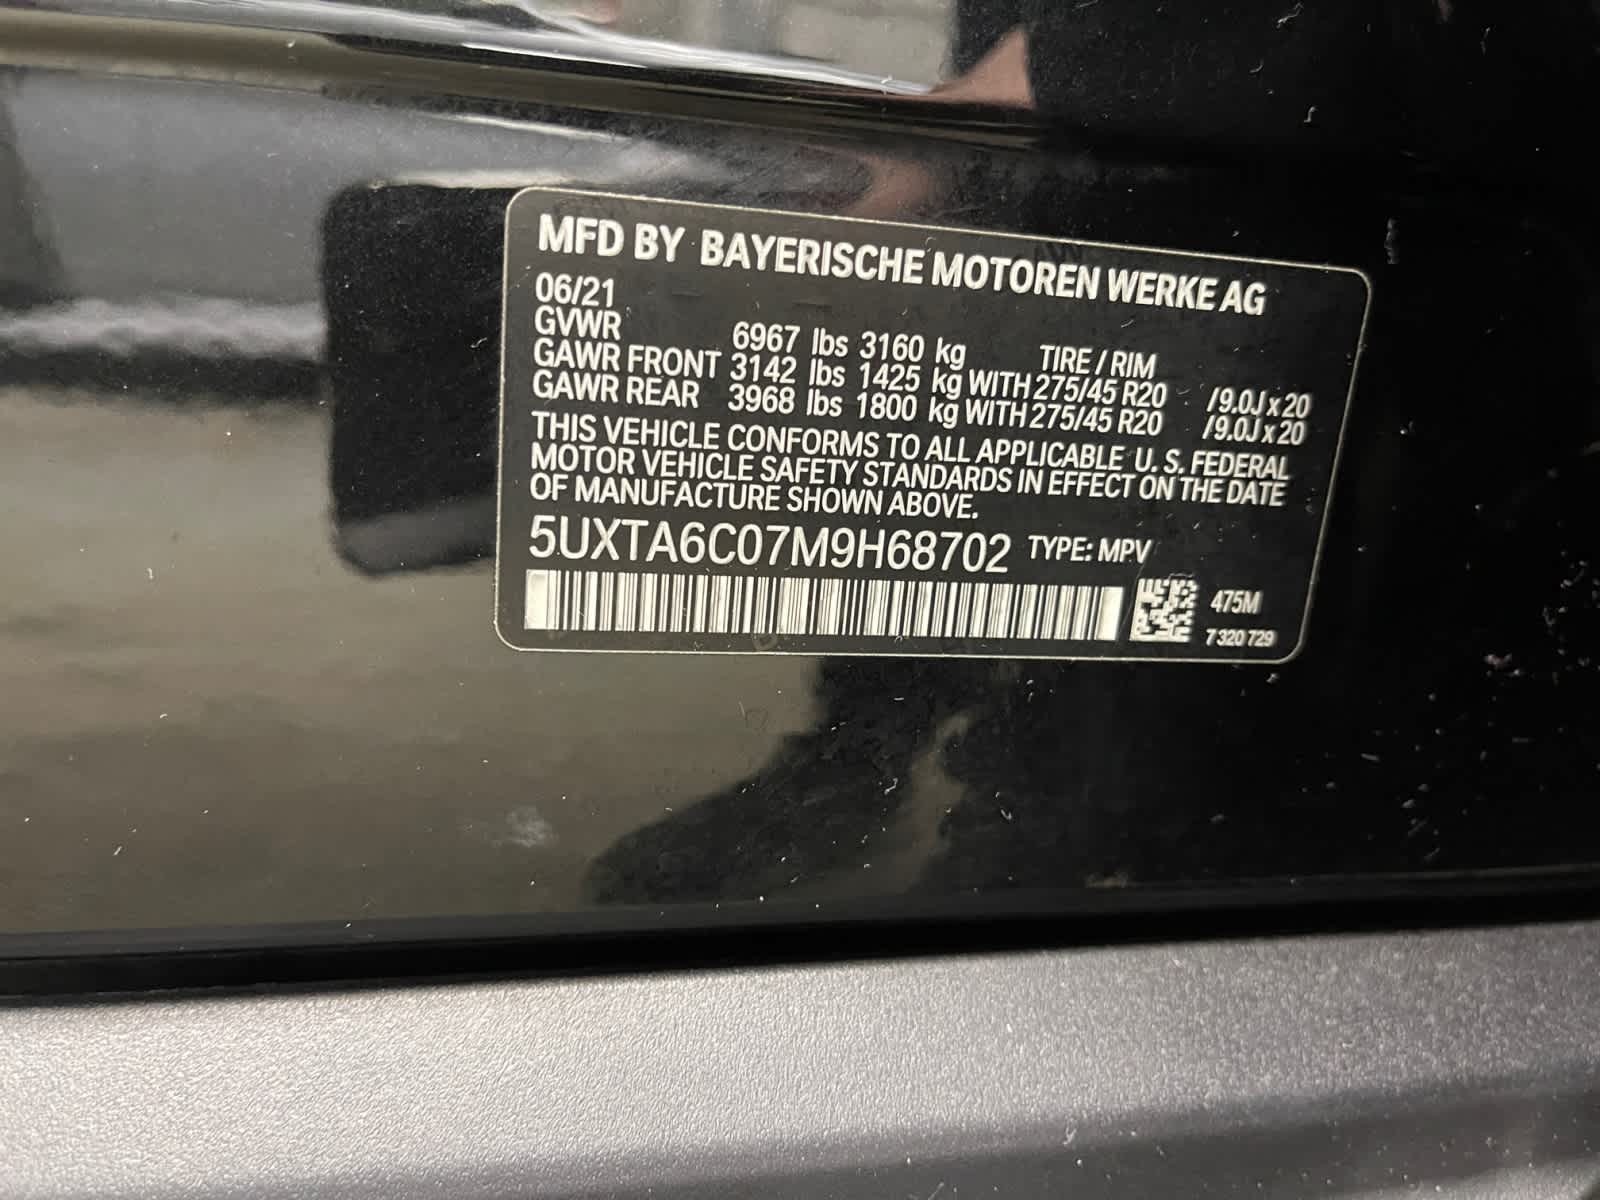 MFD BY BAYERISCHE MOTOREN WERKE AG
06/21
GVWR 6967 lbs 3160 kg TIRE / RIM
GAWR FRONT 3142 lbs 1425 kg WITH 275/45 R20 /9.0J x 20
GAWR REAR 3968 lbs 1800 kg WITH 275/45 R20 /9.0J x 20
THIS VEHICLE CONFORMS TO ALL APPLICABLE U. S. FEDERAL
MOTOR VEHICLE SAFETY STANDARDS IN EFFECT ON THE DATE
OF MANUFACTURE SHOWN ABOVE.
5UXTA6C07M9H68702 TYPE: MPV
475M
7 320 729